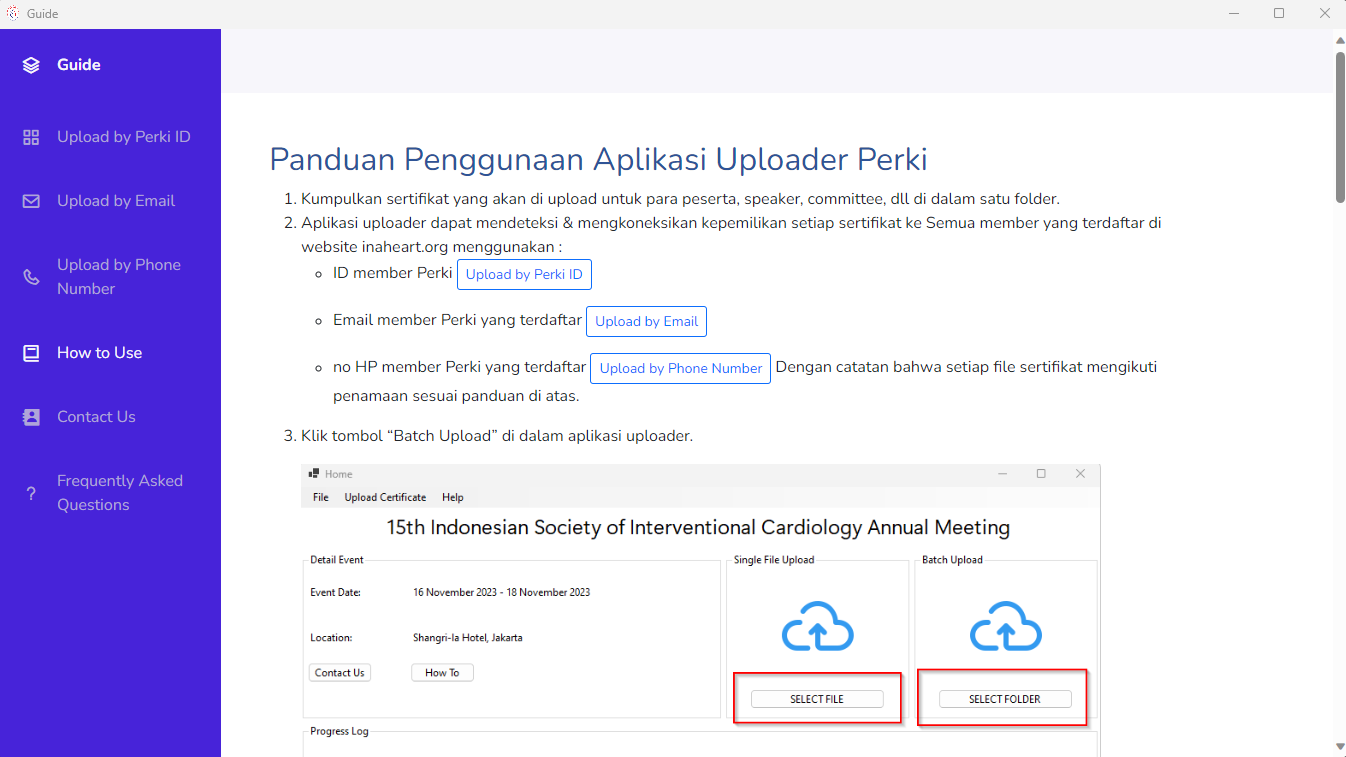 Guide
Guide
Upload by Perki ID
Upload by Email
Upload by Phone
Number
How to Use
Contact Us
Frequently Asked
Questions
Panduan Penggunaan Aplikasi Uploader Perki
1. Kumpulkan sertifikat yang akan di upload untuk para peserta, speaker, committee, dll di dalam satu folder.
2. Aplikasi uploader dapat mendeteksi & mengkoneksikan kepemilikan setiap sertifikat ke Semua member yang terdaftar di
website inaheart.org menggunakan :
ID member Perki Upload by Perki ID
Email member Perki yang terdaftar Upload by Email
no HP member Perki yang terdaftar Upload by Phone Number Dengan catatan bahwa setiap file sertifikat mengikuti
penamaan sesuai panduan di atas.
3. Klik tombol “Batch Upload” di dalam aplikasi uploader.
Home
File Upload Certificate Help
15th Indonesian Society of Interventional Cardiology Annual Meeting
Detail Event
Event Date: 16 November 2023 - 18 November 2023
Location: Shangri-la Hotel, Jakarta
Contact Us How To
Single File Upload
SELECT FILE
Batch Upload
SELECT FOLDER
Progress Log